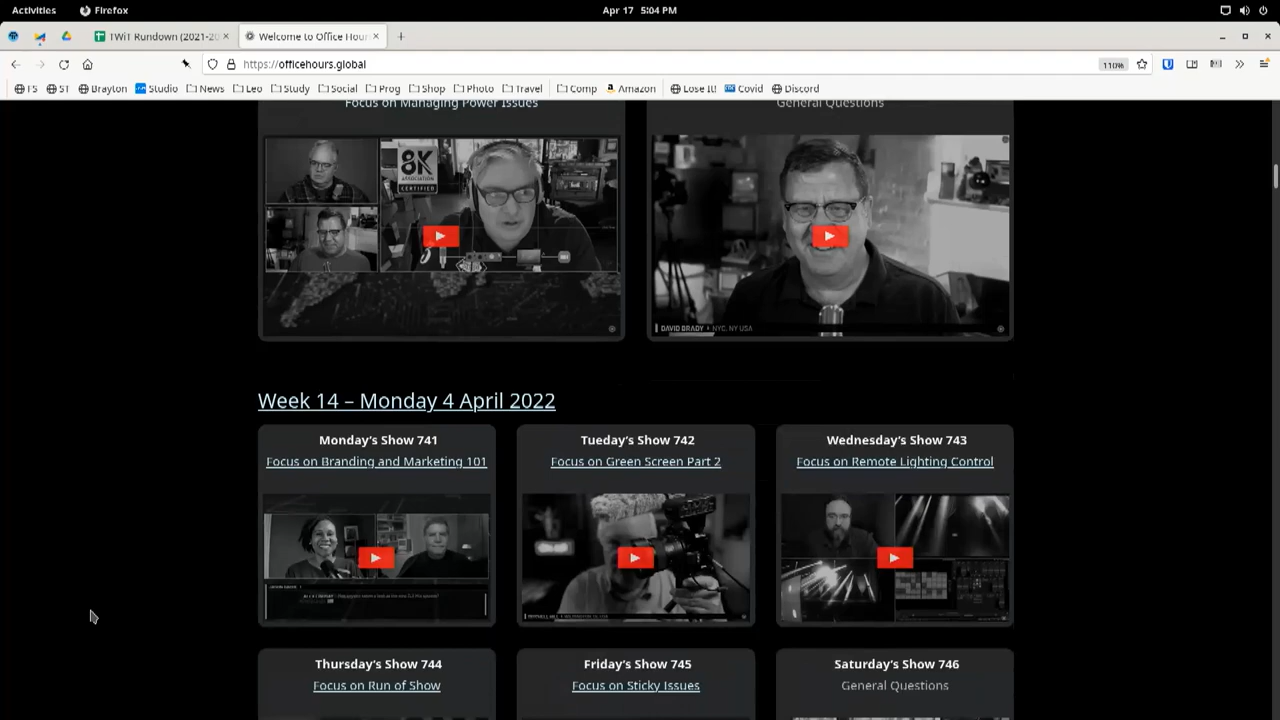 Activities
Firefox
Apr 17 5:04 PM
TWiT Rundown (2021-20
Welcome to Office Hour
https://officehours.global
110%
FS
ST
Brayton
Studio
News
Leo
Study
Social
Prog
Shop
Photo
Travel
Comp
Amazon
Lose It!
Covid
Discord
Focus on Managing Power Issues
General Questions
8K
ASSOCIATION
CERTIFIED
DAVID BRADY • NYC, NY USA
Week 14 – Monday 4 April 2022
Monday's Show 741
Focus on Branding and Marketing 101
Tueday's Show 742
Focus on Green Screen Part 2
Wednesday's Show 743
Focus on Remote Lighting Control
Thursday's Show 744
Focus on Run of Show
Friday's Show 745
Focus on Sticky Issues
Saturday's Show 746
General Questions